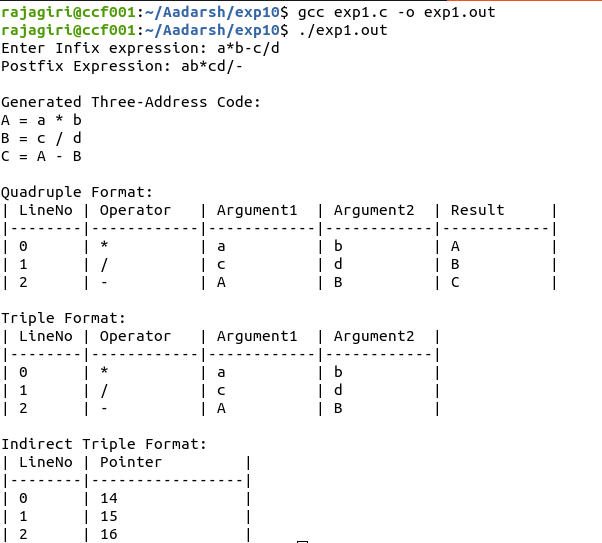 rajagiri@ccf001:~/Aadarsh/exp10$ gcc exp1.c -o exp1.out
rajagiri@ccf001:~/Aadarsh/exp10$ ./exp1.out
Enter Infix expression: a*b-c/d
Postfix Expression: ab*cd/-

Generated Three-Address Code:
A = a * b
B = c / d
C = A - B

Quadruple Format:
| LineNo | Operator   | Argument1  | Argument2  | Result     |
|--------|------------|------------|------------|------------|
| 0      | *          | a          | b          | A          |
| 1      | /          | c          | d          | B          |
| 2      | -          | A          | B          | C          |

Triple Format:
| LineNo | Operator   | Argument1  | Argument2  |
|--------|------------|------------|------------|
| 0      | *          | a          | b          |
| 1      | /          | c          | d          |
| 2      | -          | A          | B          |

Indirect Triple Format:
| LineNo | Pointer         |
|--------|-----------------|
| 0      | 14              |
| 1      | 15              |
| 2      | 16              |